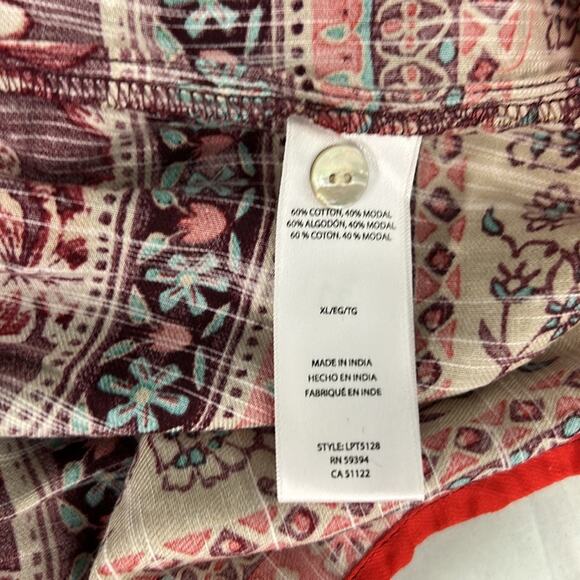 60% COTTON, 40% MODAL
60% ALGODÓN, 40% MODAL
60 % COTON, 40 % MODAL
XL/EG/TG
MADE IN INDIA
HECHO EN INDIA
FABRIQUÉ EN INDE
STYLE: LPT5128
RN 59394
CA 51122